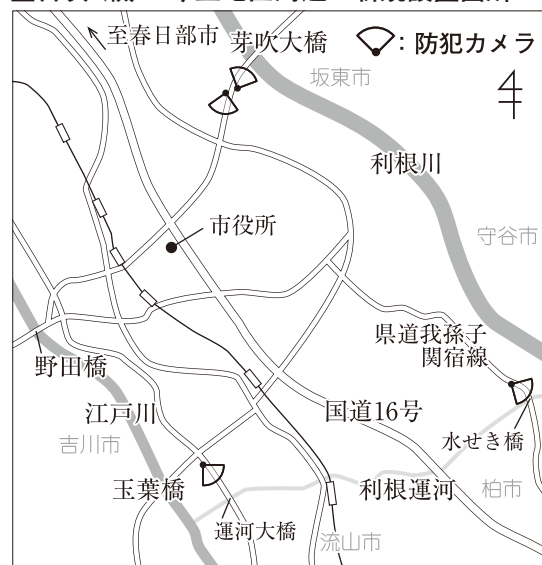 至春日部市
芽吹大橋
：防犯カメラ
坂東市
利根川
市役所
守谷市
県道我孫子
関宿線
野田橋
江戸川
国道16号
吉川市
水せき橋
玉葉橋
利根運河
柏市
運河大橋
流山市